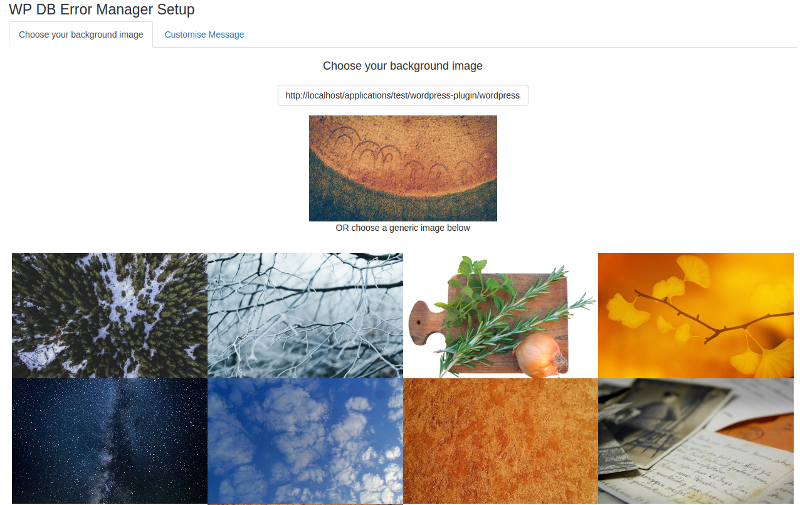 WP DB Error Manager Setup
Choose your background image
Customise Message
Choose your background image
http://localhost/applications/test/wordpress-plugin/wordpress
OR choose a generic image below